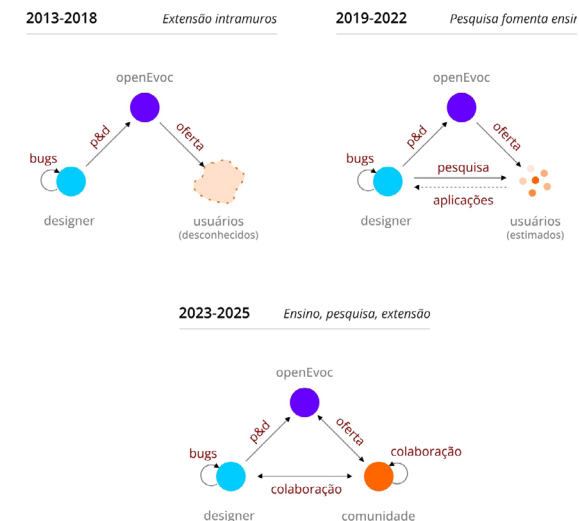 2013-2018 Extensão intramuros
openEvoc
p&d
oferta
bugs
designer
usuários
(desconhecidos)
2019-2022 Pesquisa fomenta ensin
openEvoc
p&d
oferta
bugs
pesquisa
aplicações
designer
usuários
(estimados)
2023-2025 Ensino, pesquisa, extensão
openEvoc
p&d
oferta
bugs
colaboração
colaboração
designer
comunidade